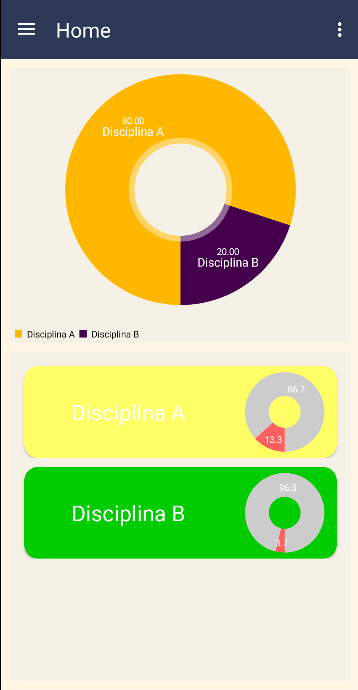 Home
80.00
Disciplina A
20.00
Disciplina B
Disciplina A Disciplina B
Disciplina A
86.7
13.3
Disciplina B
96.3
3.7